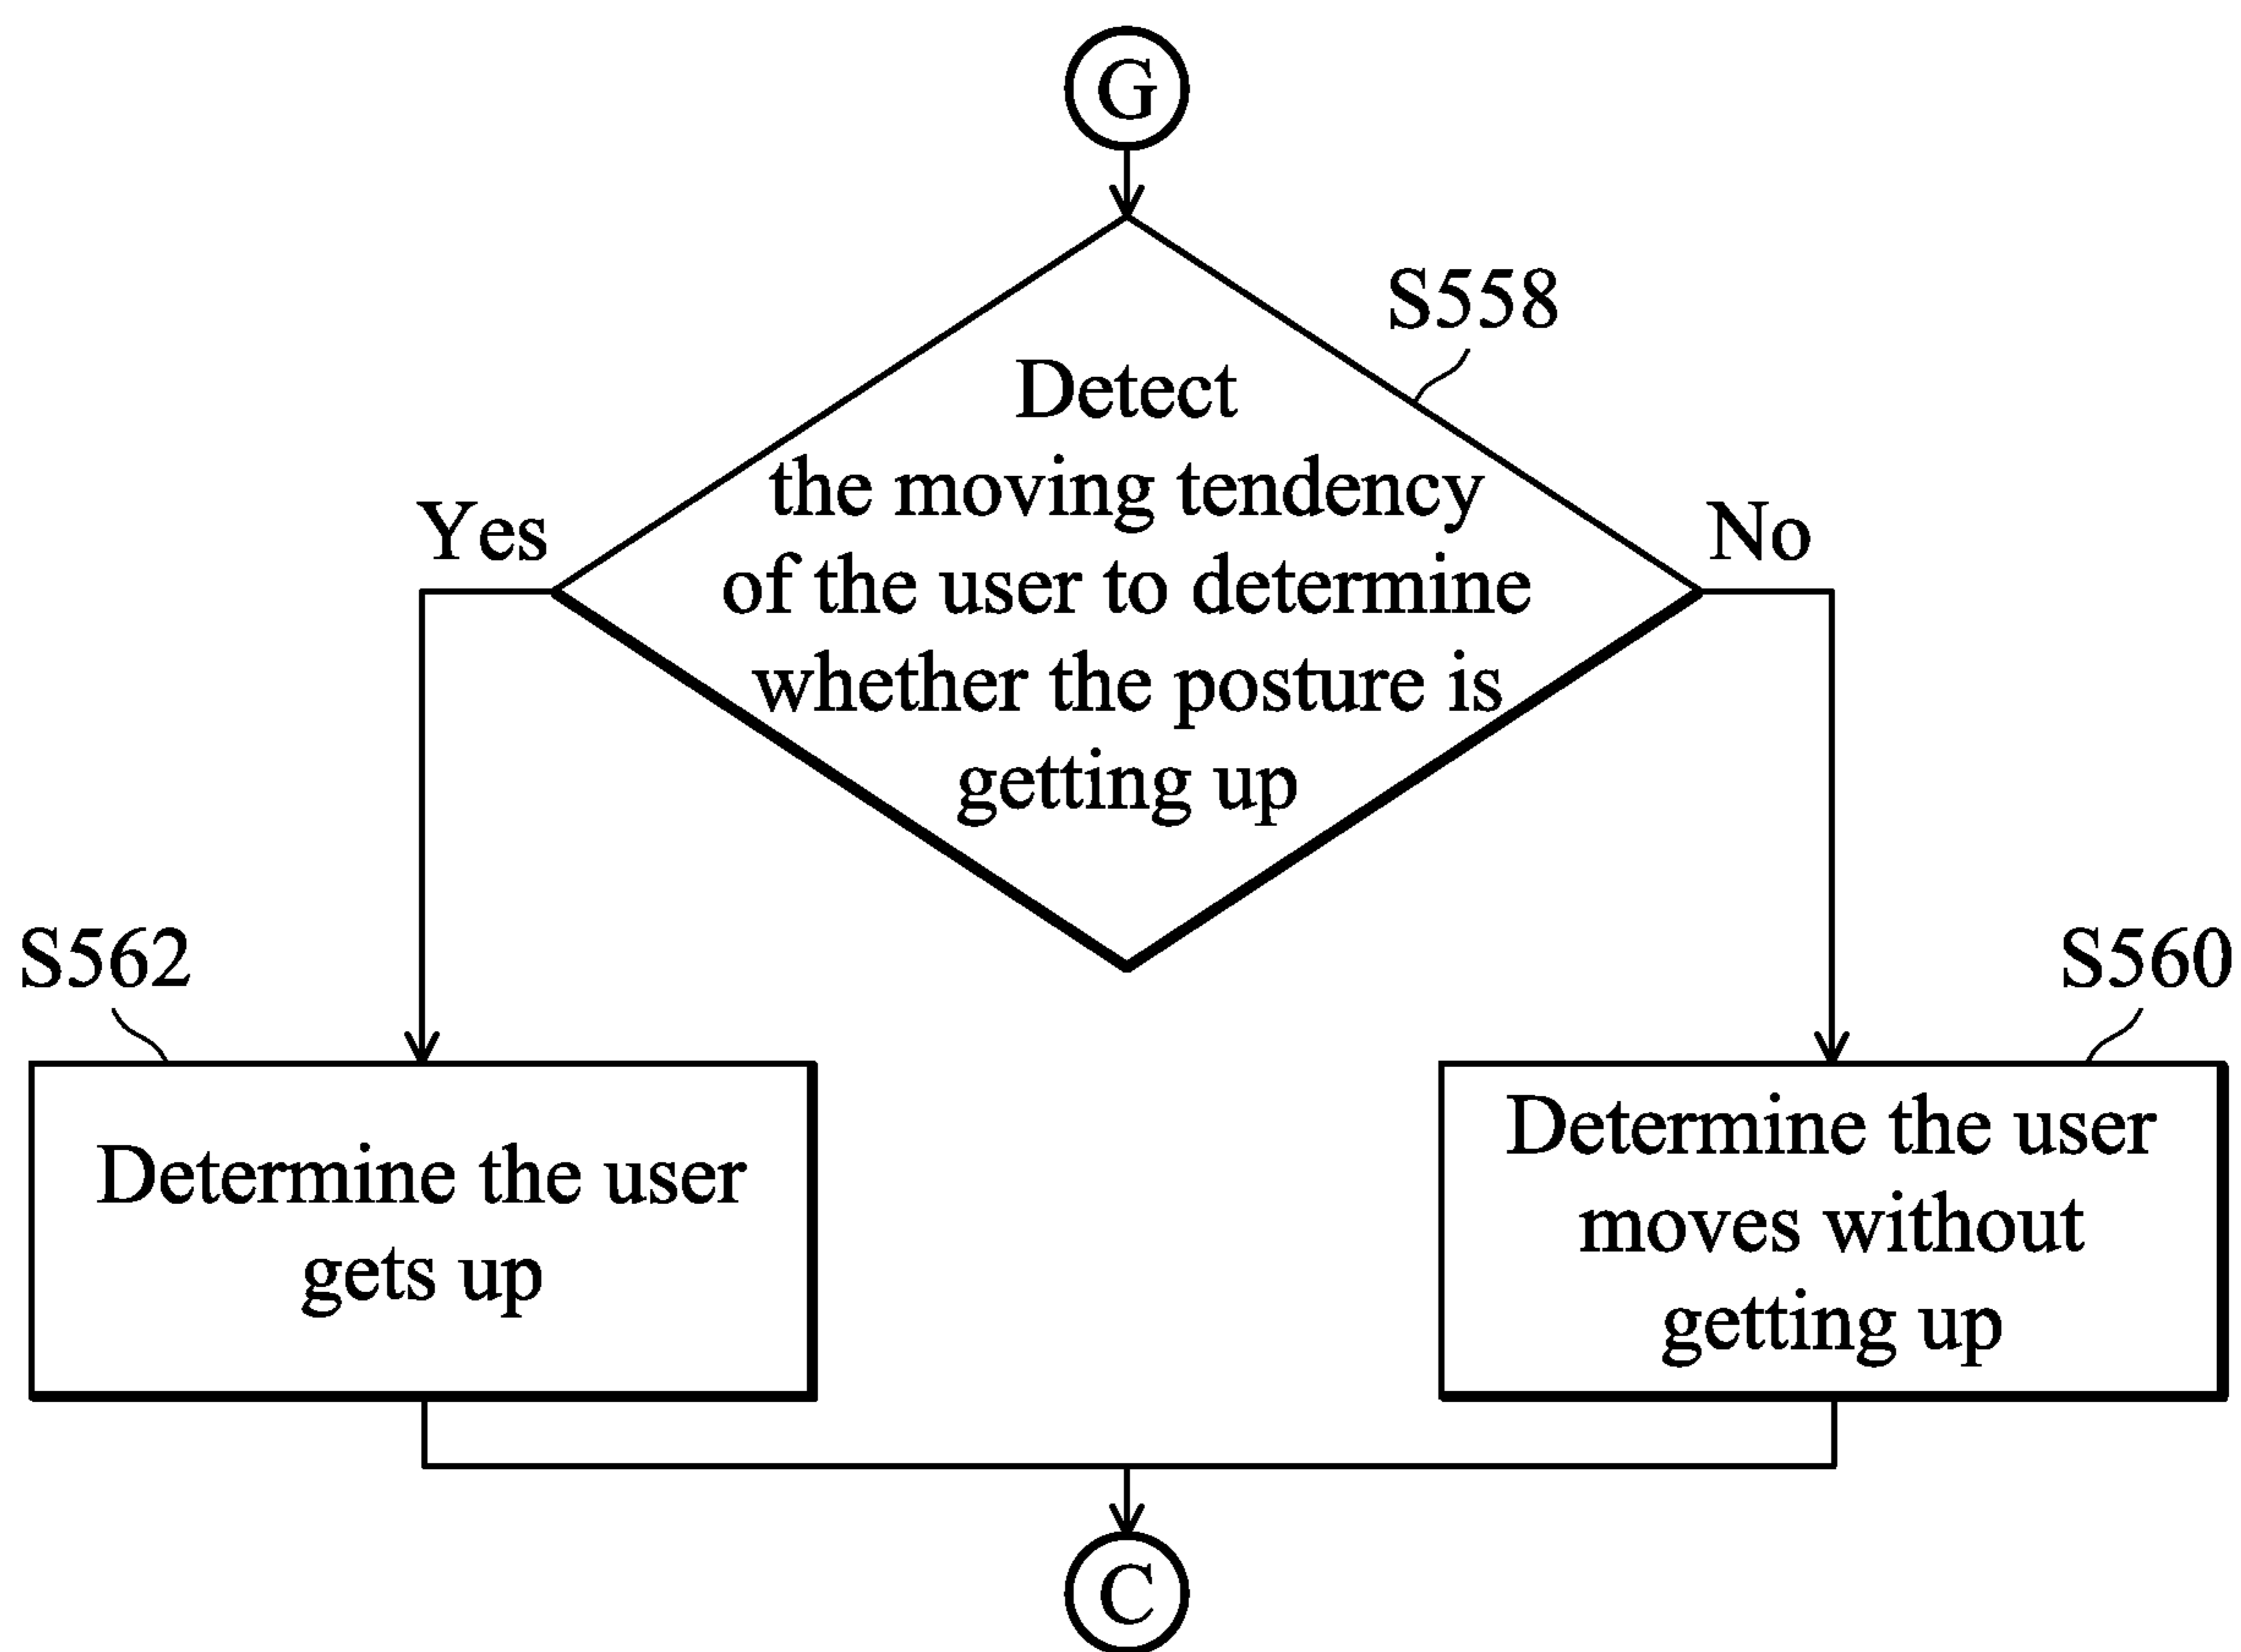 G
S558
Detect
the moving tendency
of the user to determine
whether the posture is
getting up
Yes
No
S562
S560
Determine the user
gets up
Determine the user
moves without
getting up
C